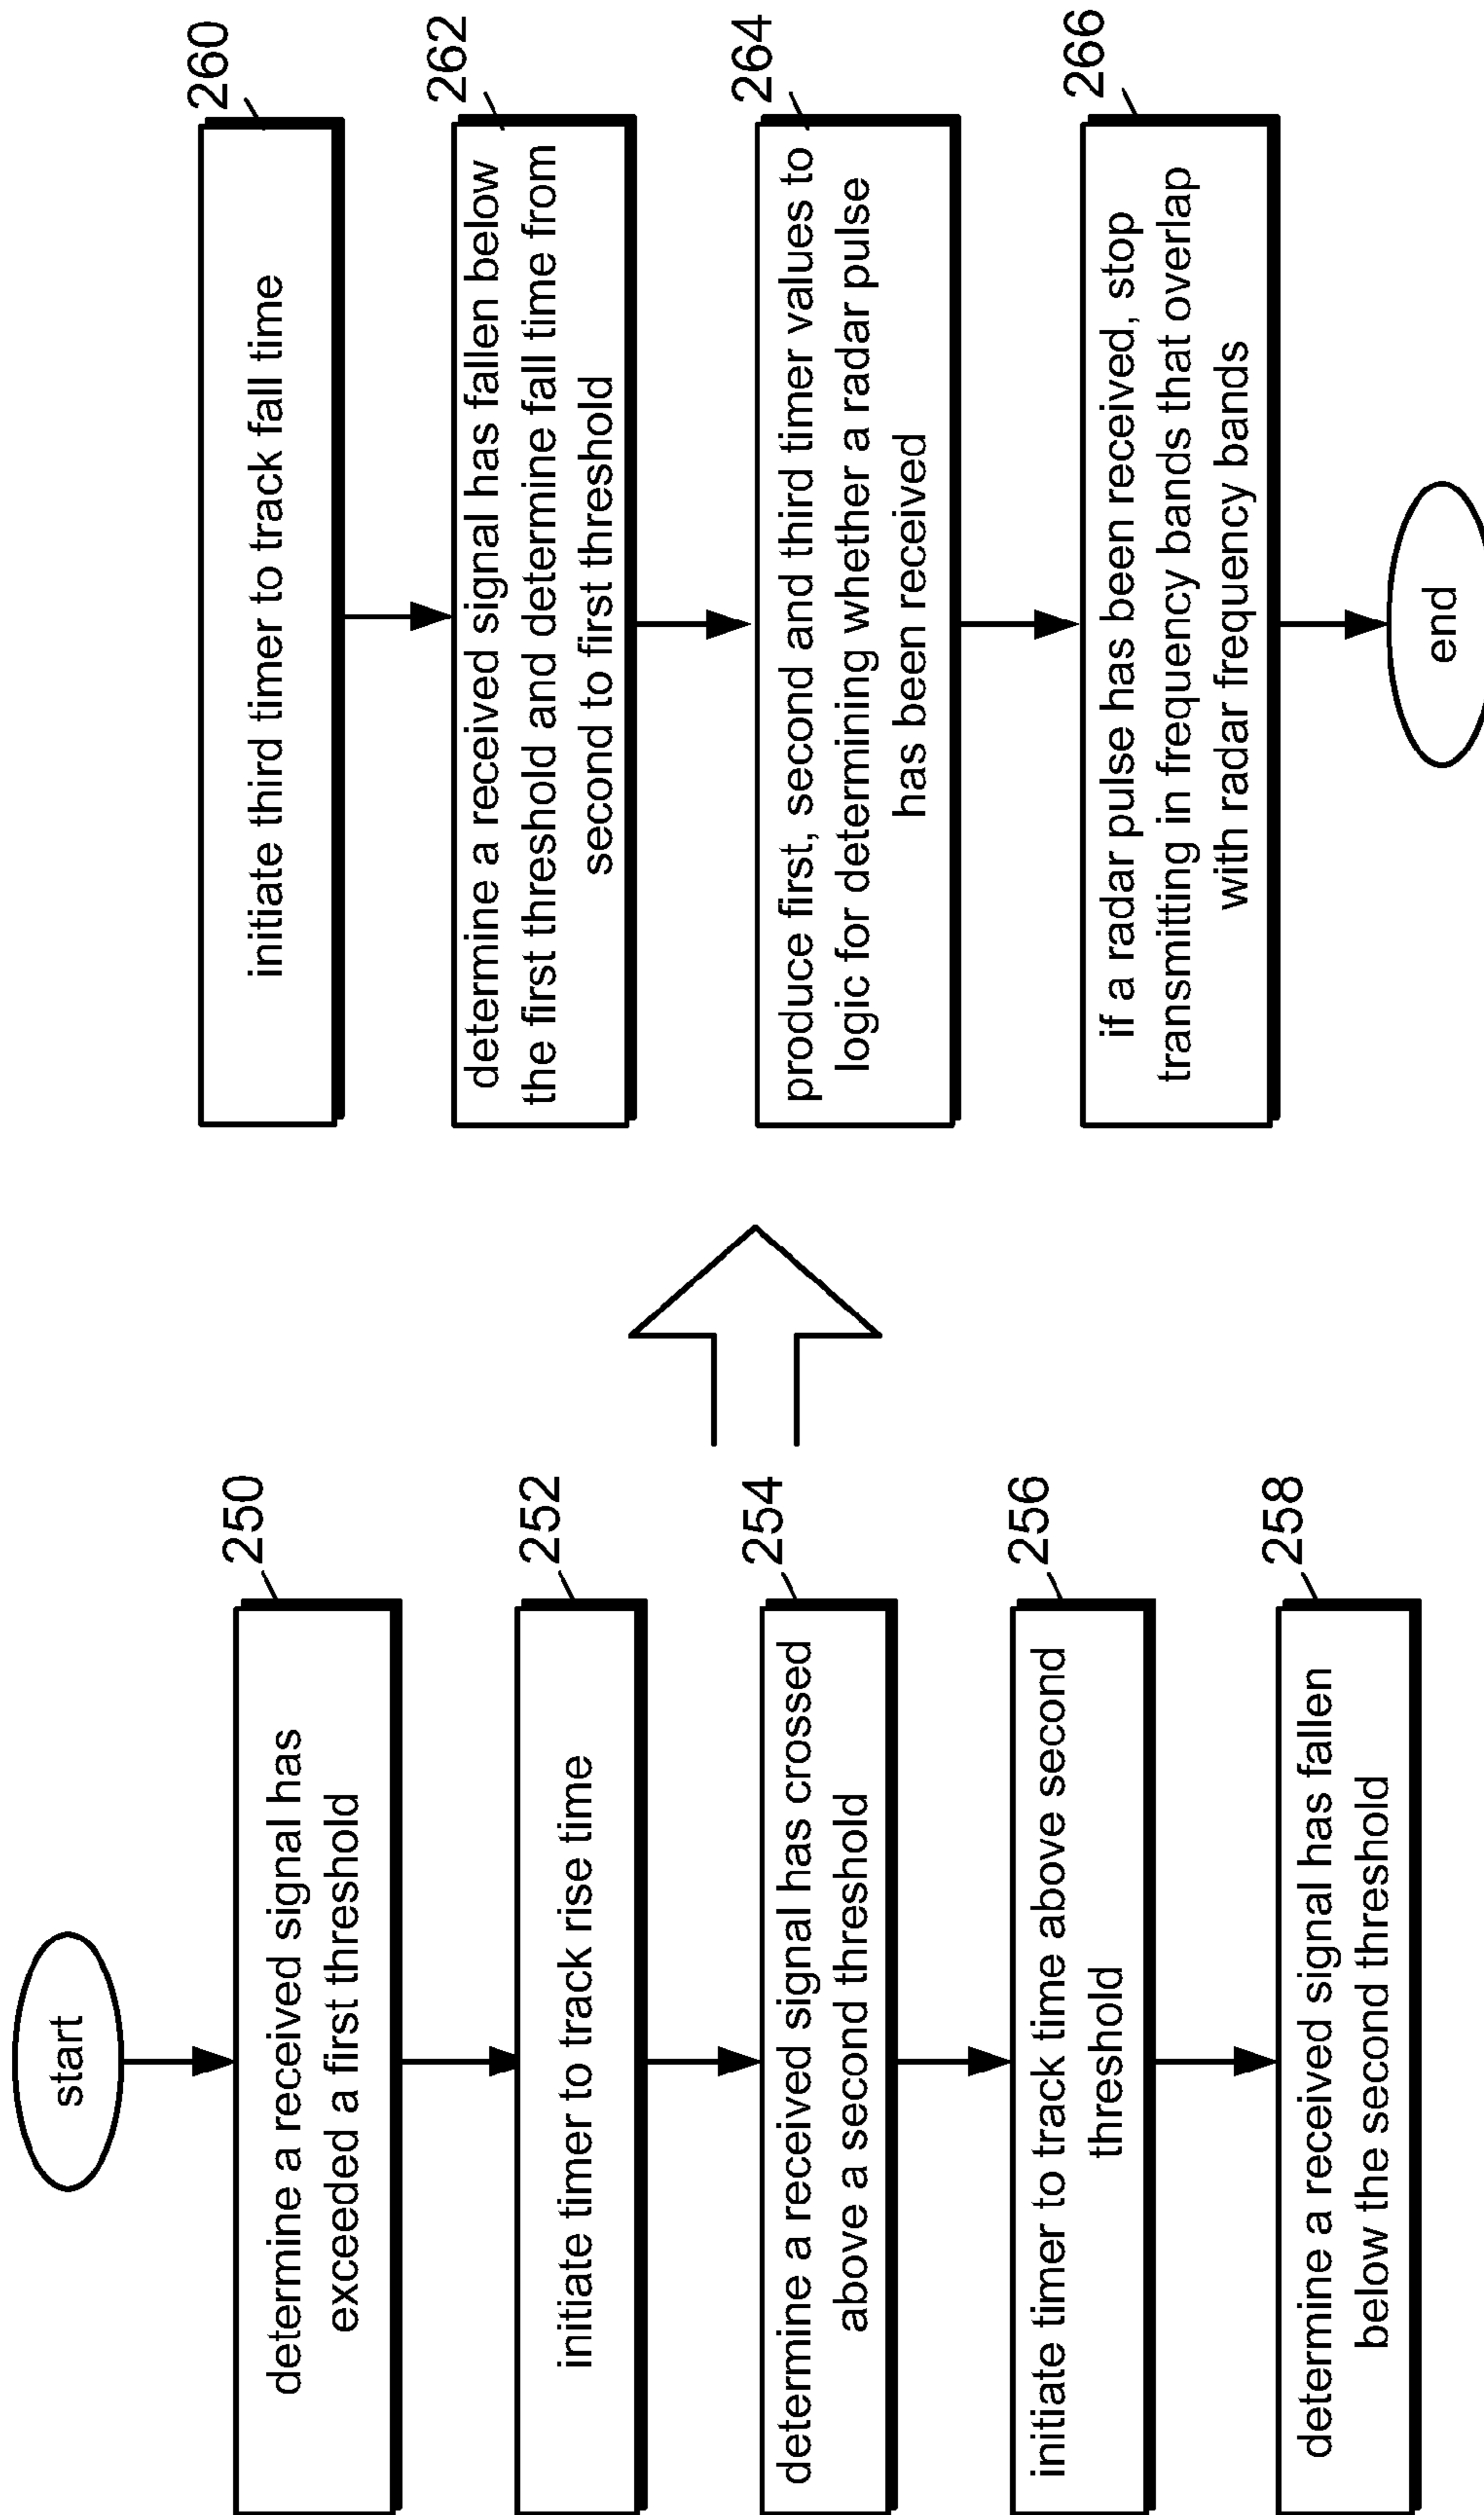 start
250
determine a received signal has
exceeded a first threshold
252
initiate timer to track rise time
254
determine a received signal has crossed
above a second threshold
256
initiate timer to track time above second
threshold
258
determine a received signal has fallen
below the second threshold
260
initiate third timer to track fall time
262
determine a received signal has fallen below
the first threshold and determine fall time from
second to first threshold
264
produce first, second and third timer values to
logic for determining whether a radar pulse
has been received
266
if a radar pulse has been received, stop
transmitting in frequency bands that overlap
with radar frequency bands
end